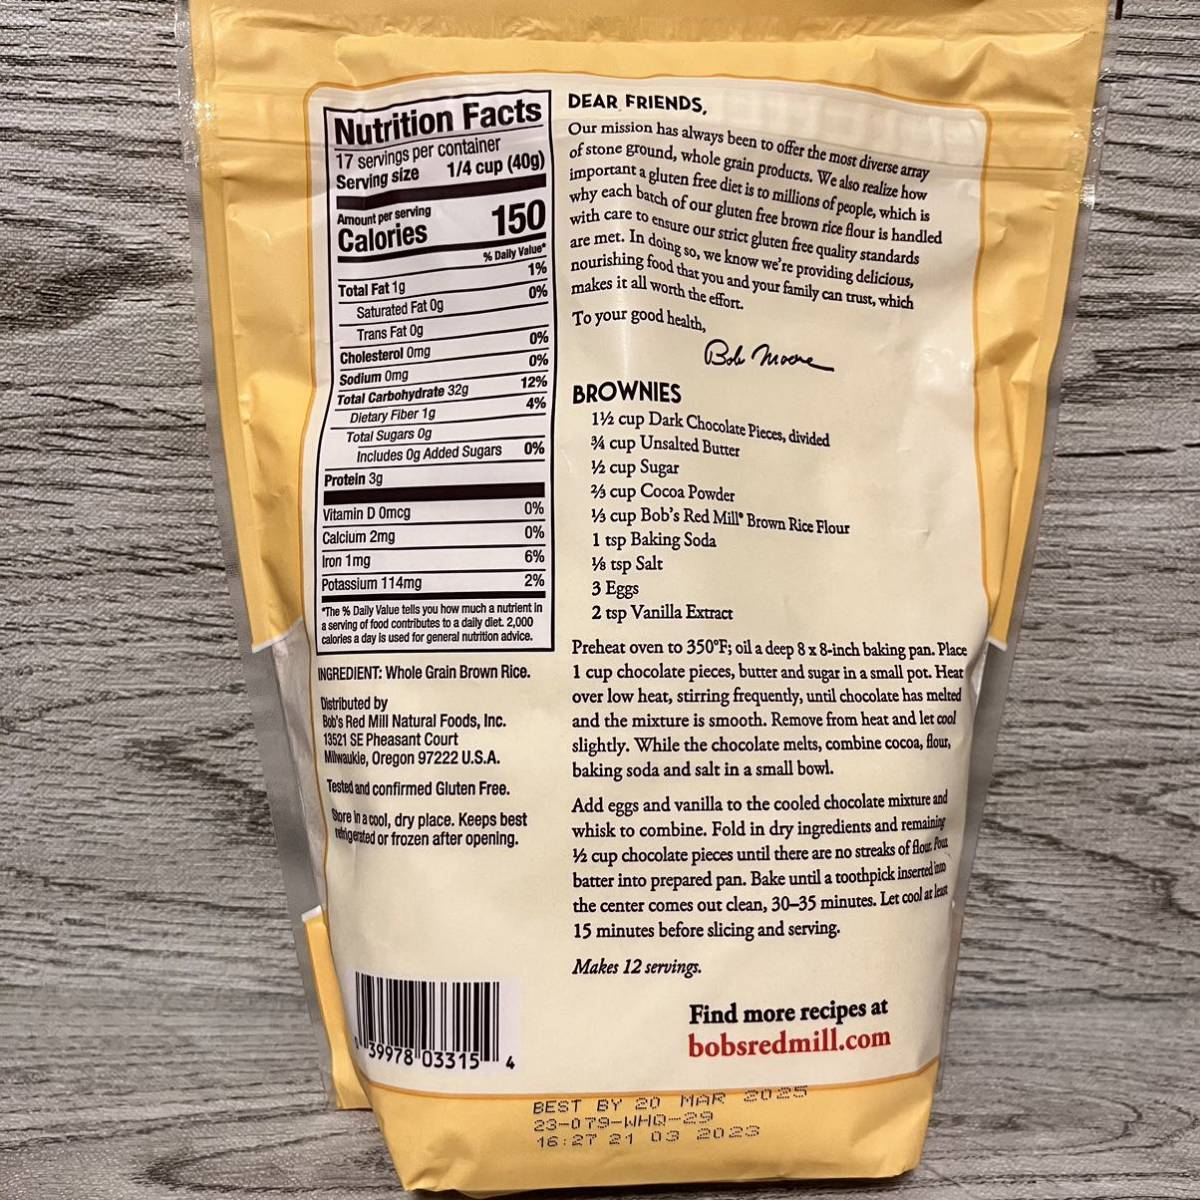 Nutrition Facts
17 servings per container
Serving size 1/4 cup (40g)
Amount per serving
Calories 150
% Daily Value*
Total Fat 1g 1%
Saturated Fat 0g 0%
Trans Fat 0g
Cholesterol 0mg 0%
Sodium 0mg 0%
Total Carbohydrate 32g 12%
Dietary Fiber 1g 4%
Total Sugars 0g
Includes 0g Added Sugars 0%
Protein 3g
Vitamin D 0mcg 0%
Calcium 2mg 0%
Iron 1mg 6%
Potassium 114mg 2%
*The % Daily Value tells you how much a nutrient in
a serving of food contributes to a daily diet. 2,000
calories a day is used for general nutrition advice.
INGREDIENT: Whole Grain Brown Rice.
Distributed by
Bob's Red Mill Natural Foods, Inc.
13521 SE Pheasant Court
Milwaukie, Oregon 97222 U.S.A.
Tested and confirmed Gluten Free.
Store in a cool, dry place. Keeps best
refrigerated or frozen after opening.
0 39978 03315 4
DEAR FRIENDS,
Our mission has always been to offer the most diverse array
of stone ground, whole grain products. We also realize how
important a gluten free diet is to millions of people, which is
why each batch of our gluten free brown rice flour is handled
with care to ensure our strict gluten free quality standards
are met. In doing so, we know we're providing delicious,
nourishing food that you and your family can trust, which
makes it all worth the effort.
To your good health,
Bob Moore
BROWNIES
1½ cup Dark Chocolate Pieces, divided
¾ cup Unsalted Butter
½ cup Sugar
⅔ cup Cocoa Powder
⅓ cup Bob's Red Mill® Brown Rice Flour
1 tsp Baking Soda
⅛ tsp Salt
3 Eggs
2 tsp Vanilla Extract
Preheat oven to 350°F; oil a deep 8 x 8-inch baking pan. Place
1 cup chocolate pieces, butter and sugar in a small pot. Heat
over low heat, stirring frequently, until chocolate has melted
and the mixture is smooth. Remove from heat and let cool
slightly. While the chocolate melts, combine cocoa, flour,
baking soda and salt in a small bowl.
Add eggs and vanilla to the cooled chocolate mixture and
whisk to combine. Fold in dry ingredients and remaining
½ cup chocolate pieces until there are no streaks of flour. Pour
batter into prepared pan. Bake until a toothpick inserted into
the center comes out clean, 30–35 minutes. Let cool at least
15 minutes before slicing and serving.
Makes 12 servings.
Find more recipes at
bobsredmill.com
BEST BY 20 MAR 2025
23-079-WHQ-29
16:27 21 03 2023